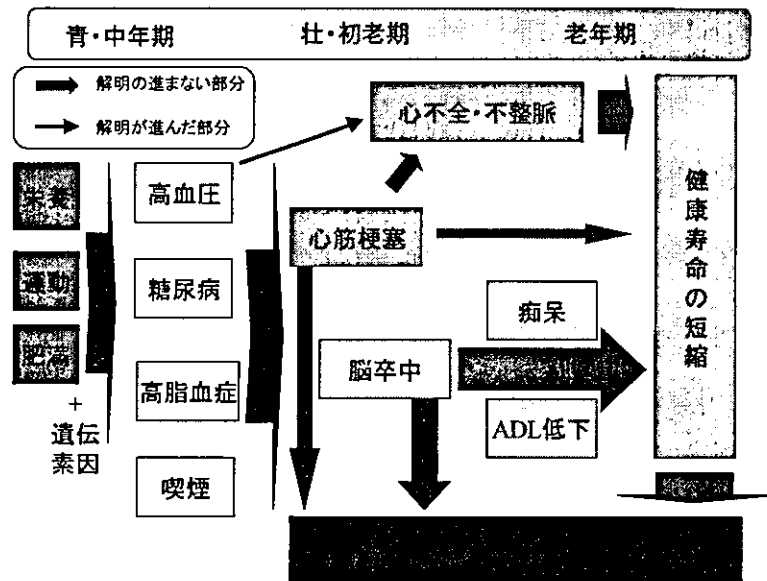 青・中年期
壮・初老期
老年期
解明の進まない部分
解明が進んだ部分
心不全・不整脈
栄養
高血圧
健康寿命の短縮
心筋梗塞
運動
糖尿病
痴呆
肥満
高脂血症
脳卒中
+
遺伝
素因
ADL低下
喫煙